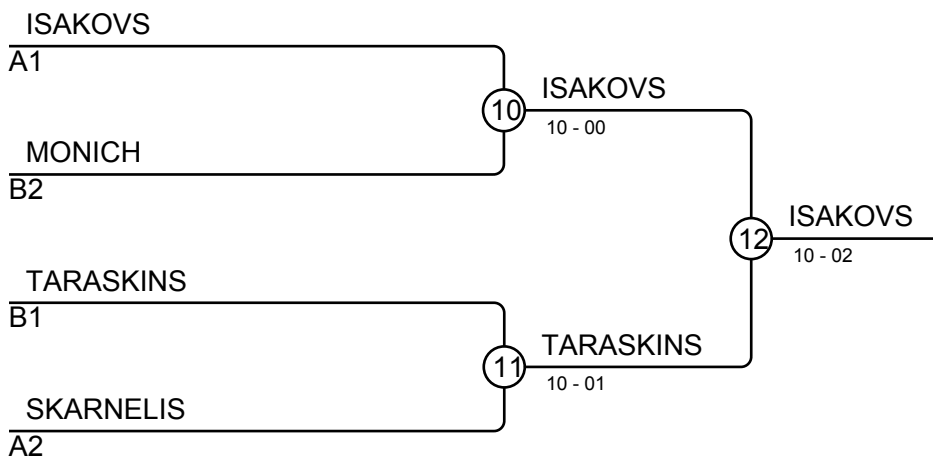 ISAKOVS
A1
10
ISAKOVS
10 - 00
MONICH
B2
12
ISAKOVS
10 - 02
TARASKINS
B1
11
TARASKINS
10 - 01
SKARNELIS
A2